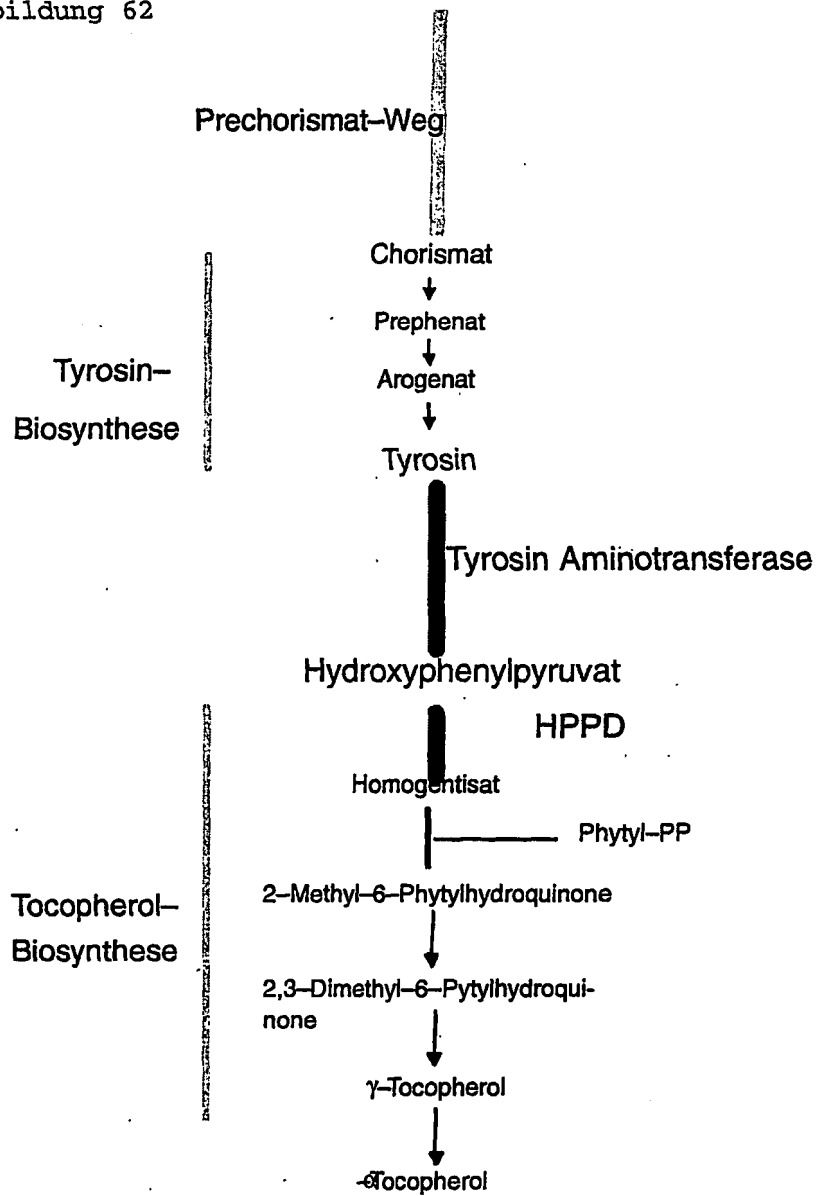 bildung 62
Prechorismat–Weg
Chorismat
Prephenat
Tyrosin–
Biosynthese
Arogenat
Tyrosin
Tyrosin Aminotransferase
Hydroxyphenylpyruvat
HPPD
Homogentisat
Phytyl–PP
Tocopherol–
Biosynthese
2–Methyl–6–Phytylhydroquinone
2,3–Dimethyl–6–Pytylhydroqui-
none
γ–Tocopherol
-αTocopherol